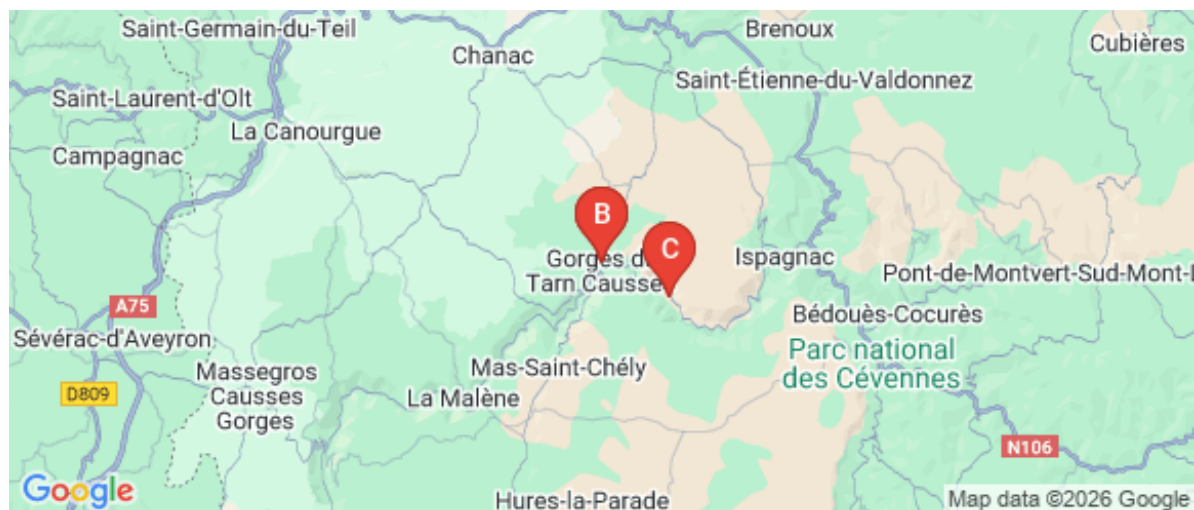 Saint-Germain-du-Teil
Brenoux
Chanac
Cubières
Saint-Étienne-du-Valdonnez
Saint-Laurent-d'Olt
La Canourgue
Campagnac
B
C
Gorges d
Tarn Causse
Ispagnac
Pont-de-Montvert-Sud-Mont-L
A75
Bédouès-Cocurès
Sévérac-d'Aveyron
Parc national
des Cévennes
Mas-Saint-Chély
Massegros
Causses
Gorges
D809
La Malène
N106
Google
Hures-la-Parade
Map data ©2026 Google